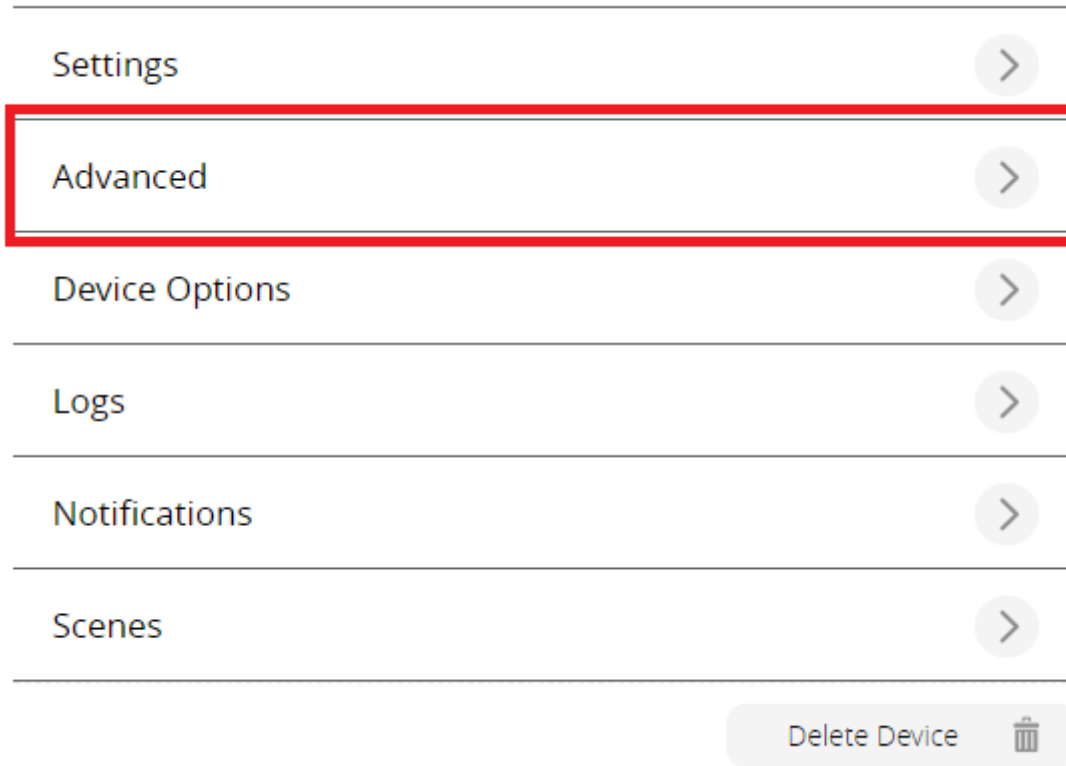 Settings
Advanced
Device Options
Logs
Notifications
Scenes
Delete Device